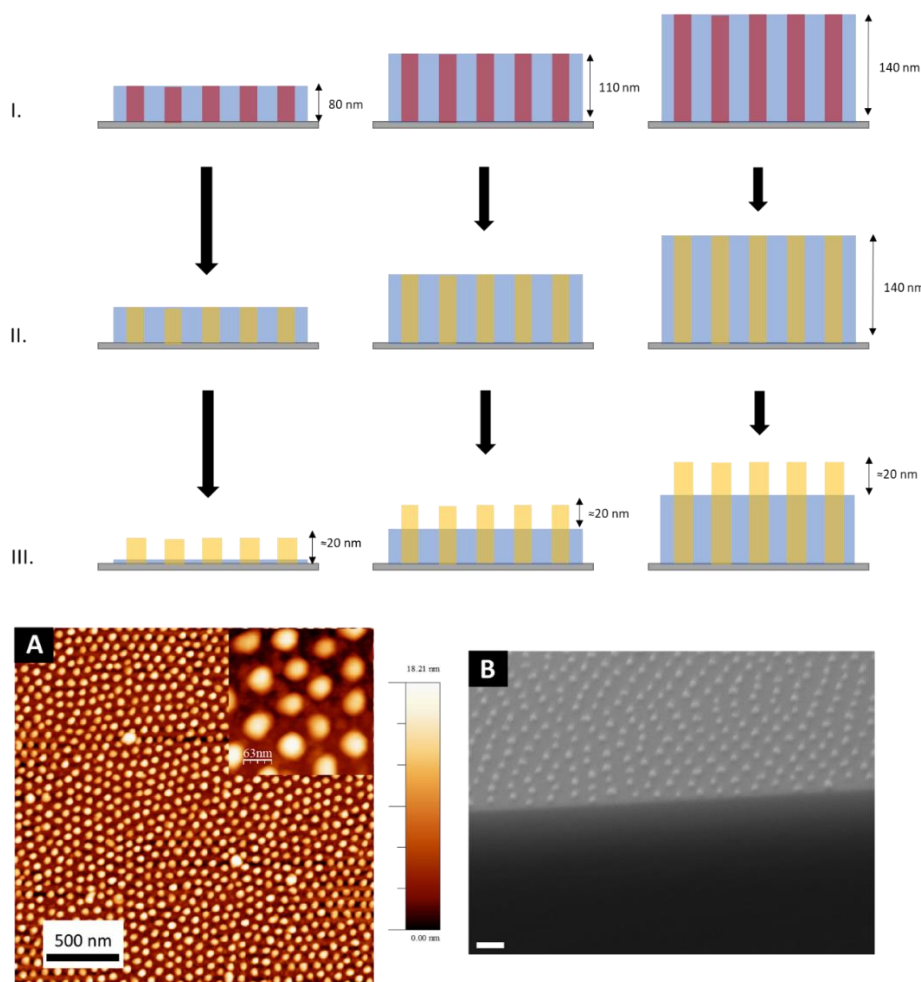 I.
80 nm
110 nm
140 nm
II.
140 nm
III.
≈20 nm
≈20 nm
≈20 nm
A
63nm
500 nm
18.21 nm
0.00 nm
B